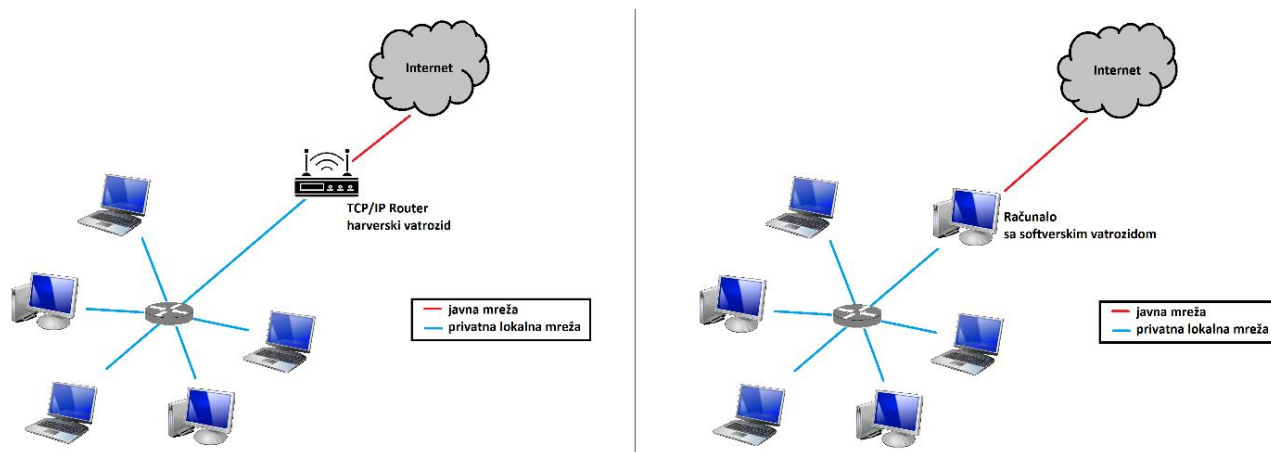 Internet
TCP/IP Router
harverski vatrozid
javna mreža
privatna lokalna mreža
Internet
Računalo
sa softverskim vatrozidom
javna mreža
privatna lokalna mreža